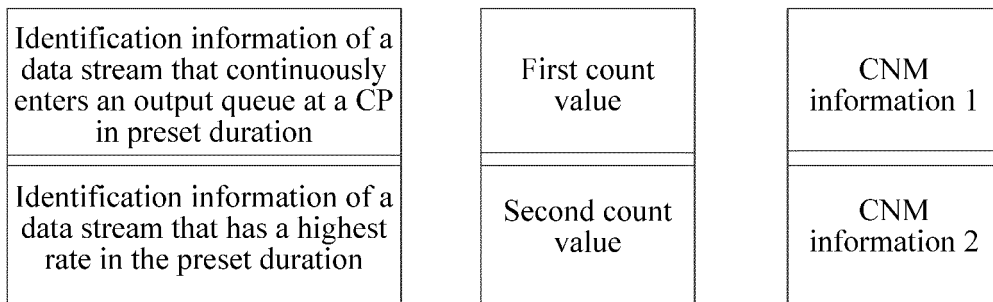 Identification information of a
data stream that continuously
enters an output queue at a CP
in preset duration
First count
value
CNM
information 1
Identification information of a
data stream that has a highest
rate in the preset duration
Second count
value
CNM
information 2